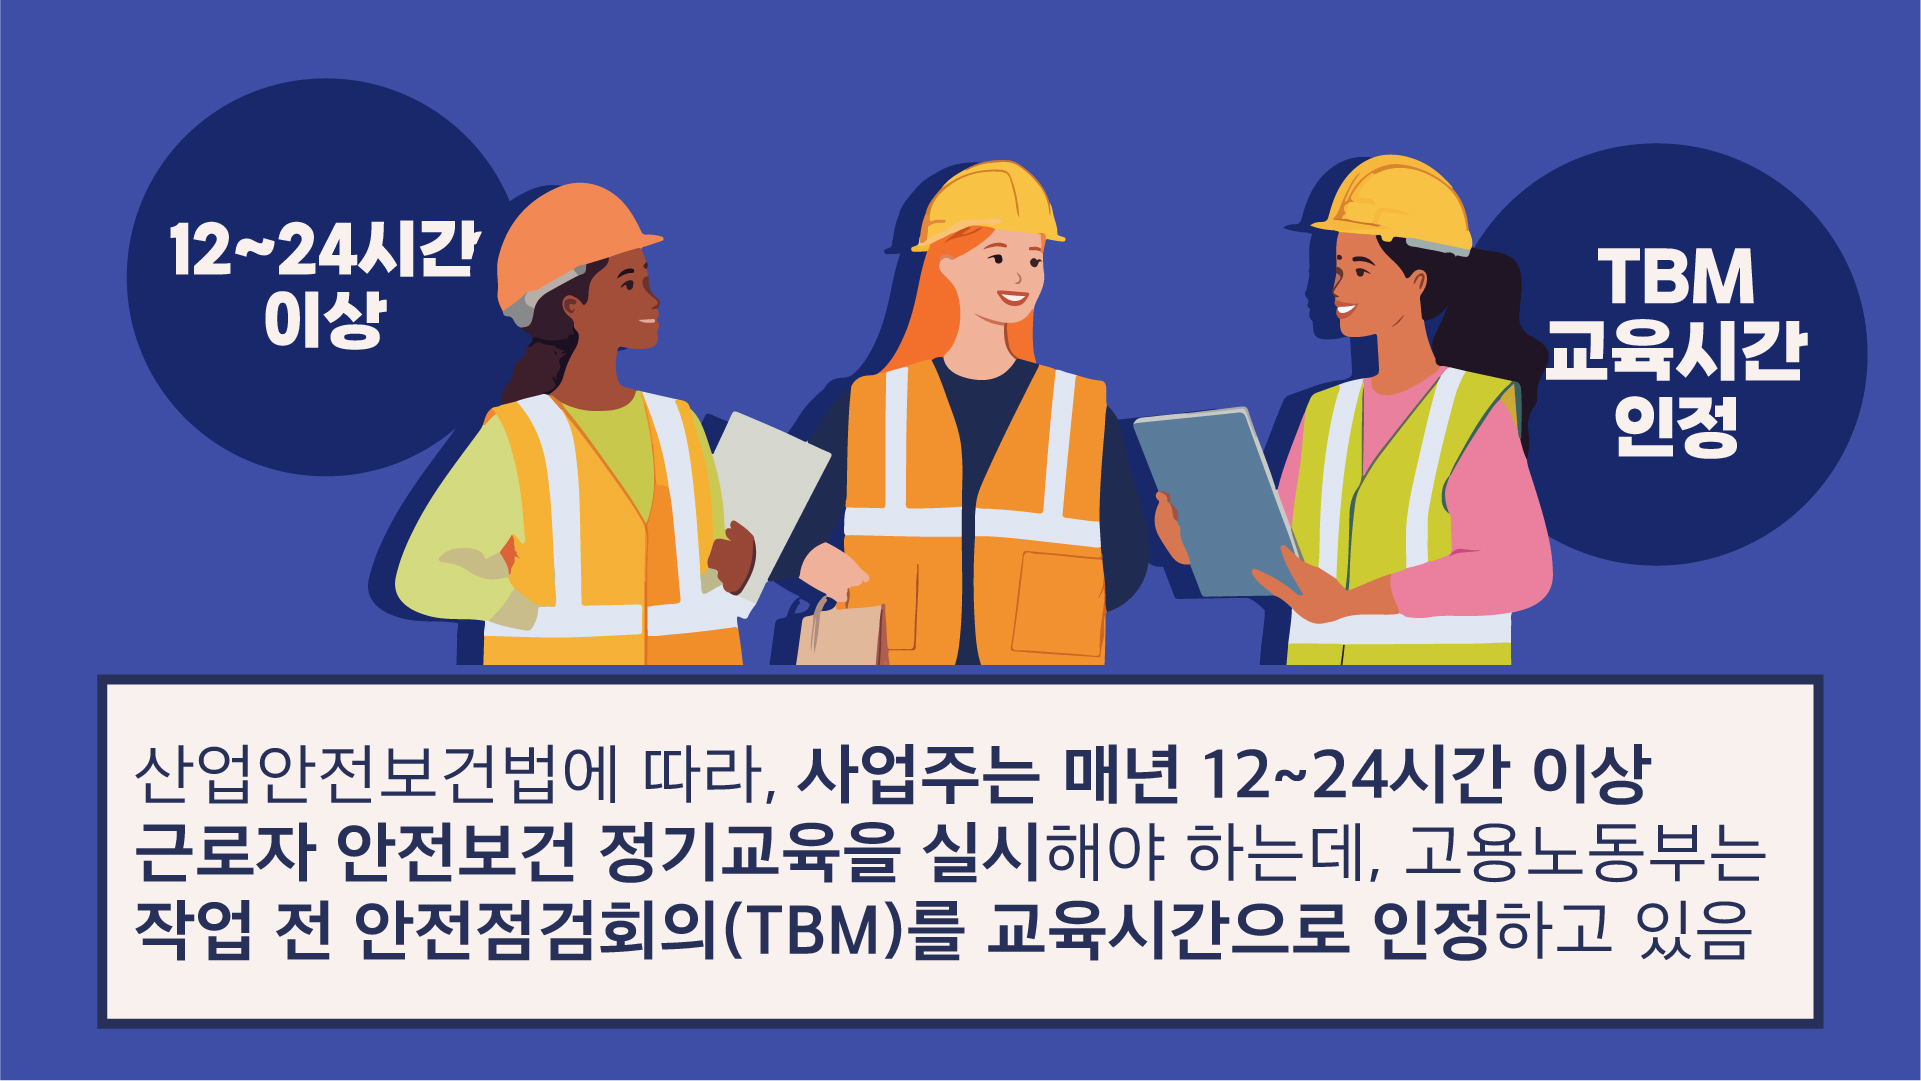 12~24시간
이상
TBM
교육시간
인정
산업안전보건법에 따라, 사업주는 매년 12~24시간 이상
근로자 안전보건 정기교육을 실시해야 하는데, 고용노동부는
작업 전 안전점검회의(TBM)를 교육시간으로 인정하고 있음